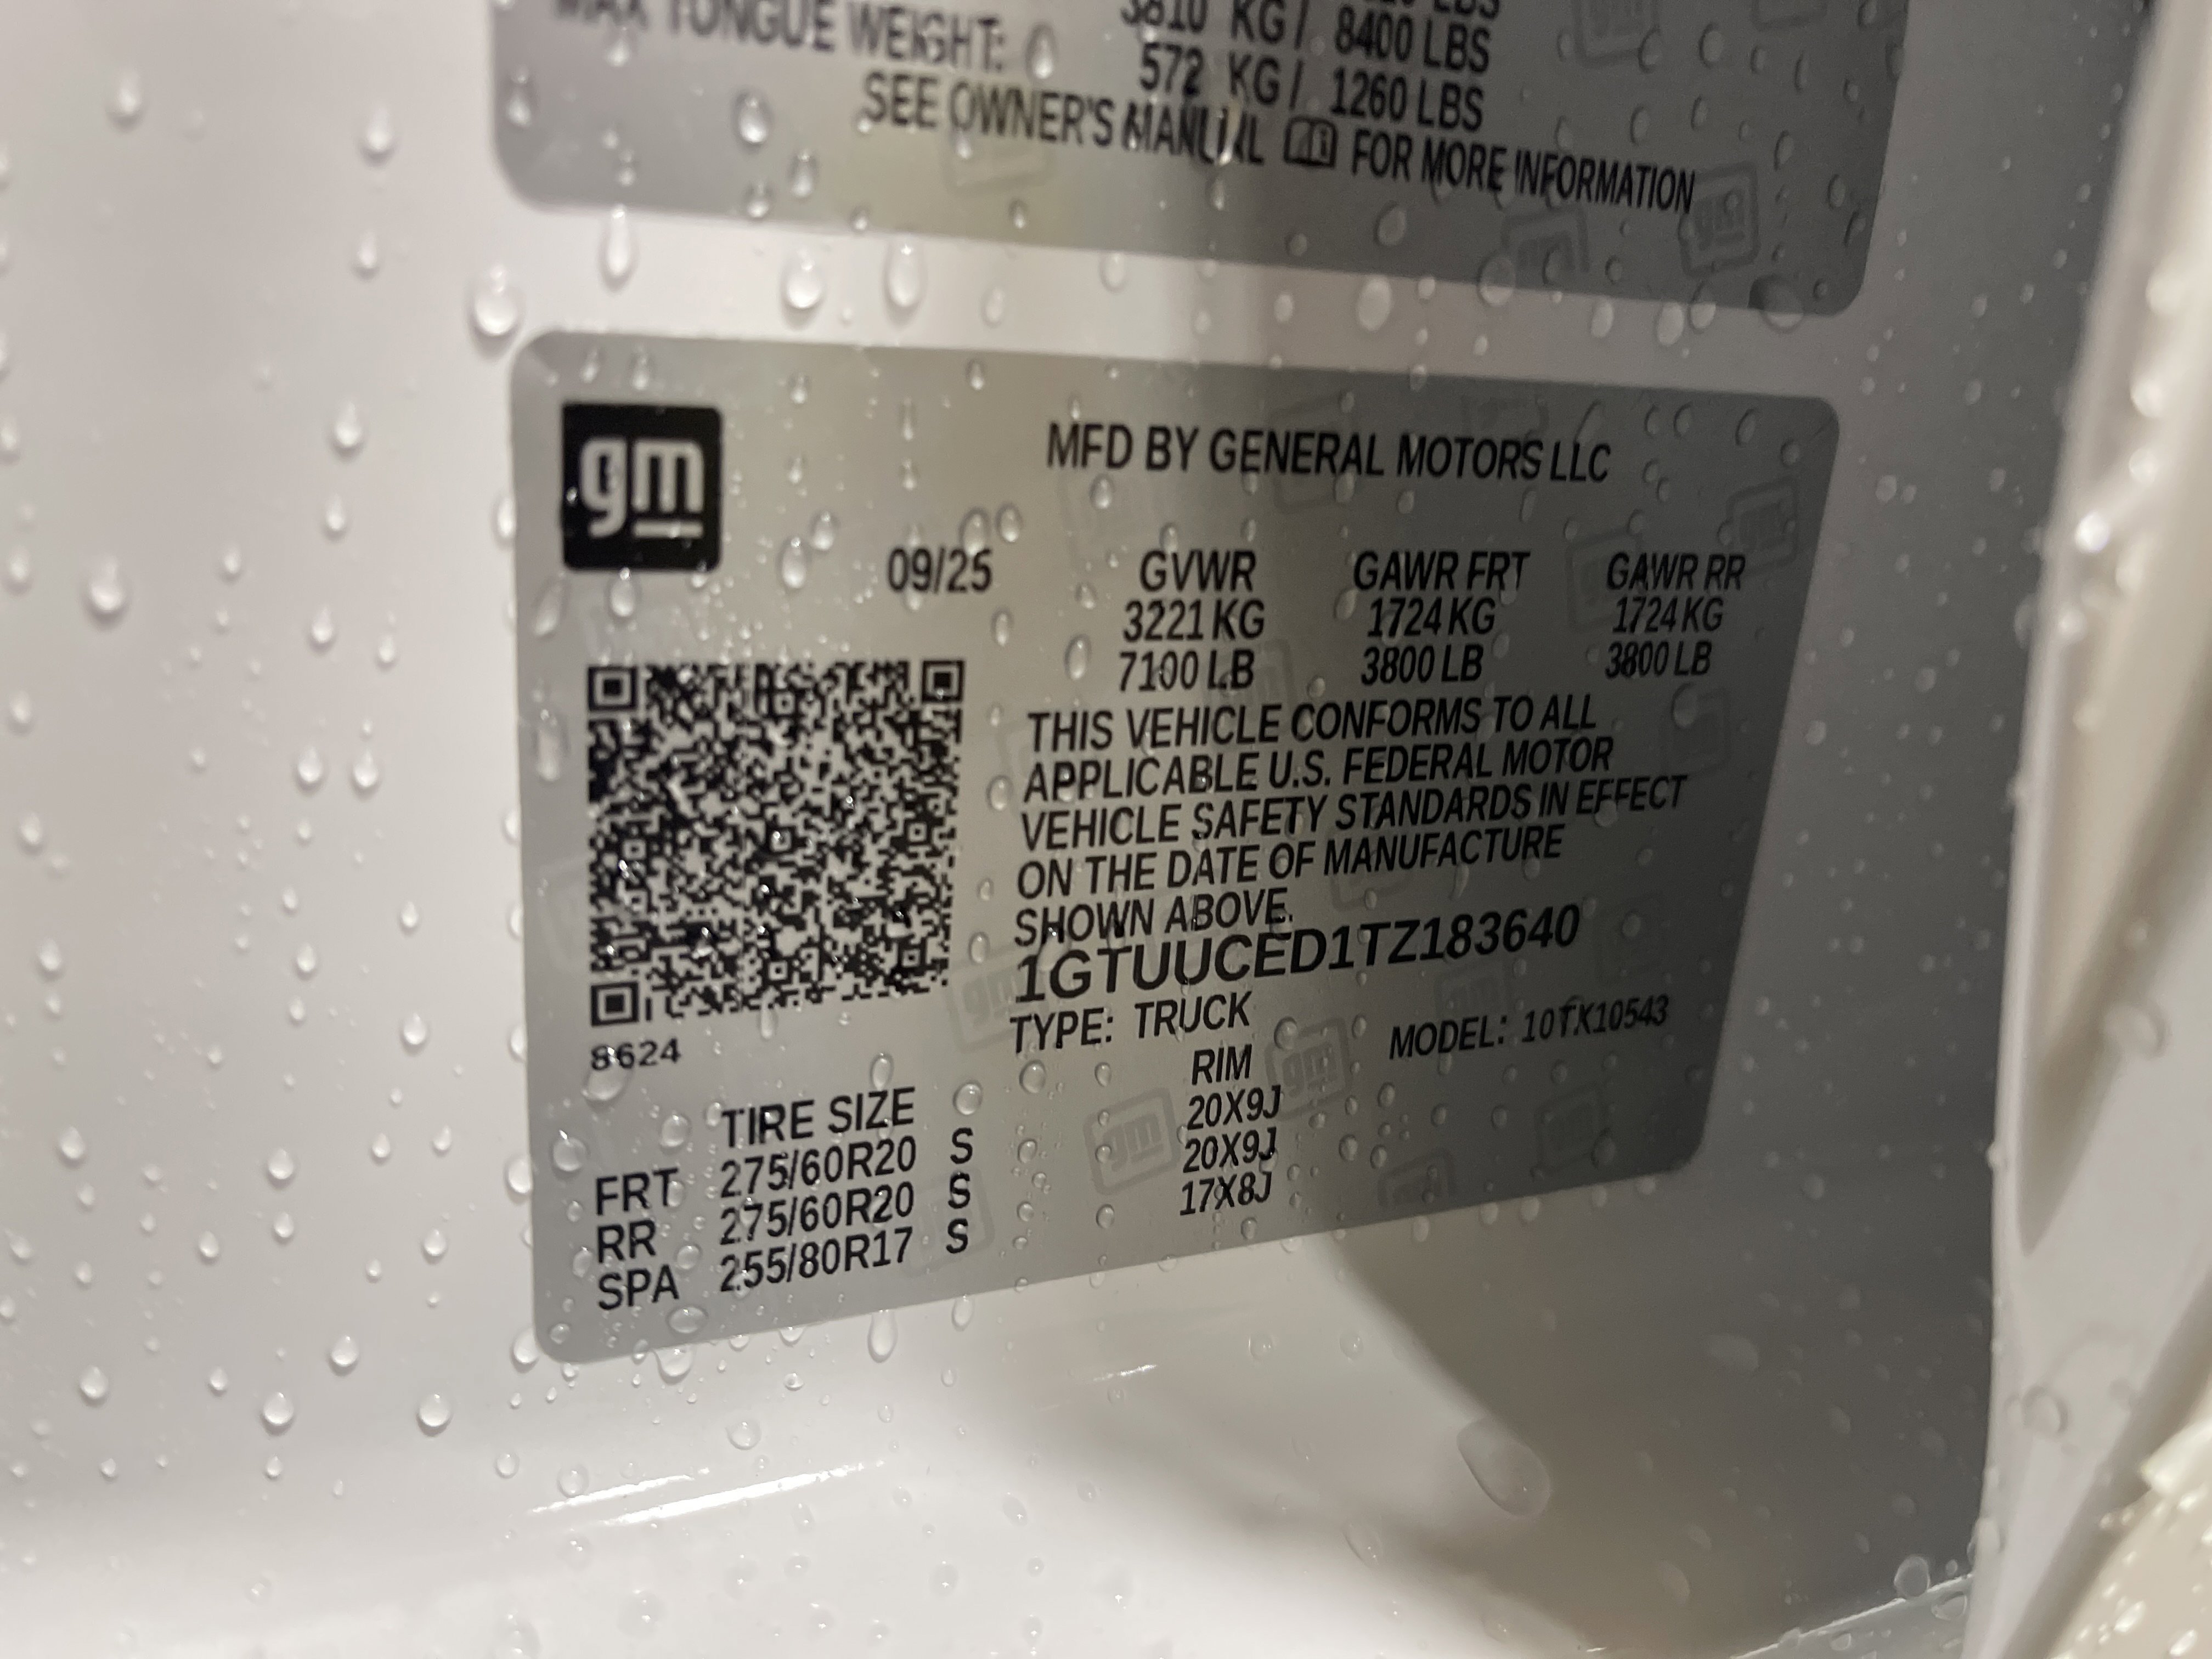 LBS
MAX TONGUE WEIGHT: 3810 KG / 8400 LBS
572 KG / 1260 LBS
SEE OWNER'S MANUAL FOR MORE INFORMATION
gm
MFD BY GENERAL MOTORS LLC
09/25 GVWR GAWR FRT GAWR RR
3221 KG 1724 KG 1724 KG
7100 LB 3800 LB 3800 LB
THIS VEHICLE CONFORMS TO ALL
APPLICABLE U.S. FEDERAL MOTOR
VEHICLE SAFETY STANDARDS IN EFFECT
ON THE DATE OF MANUFACTURE
SHOWN ABOVE.
1GTUUCED1TZ183640
TYPE: TRUCK MODEL: 10TK10543
8624
TIRE SIZE RIM
FRT 275/60R20 S 20X9J
RR 275/60R20 S 20X9J
SPA 255/80R17 S 17X8J